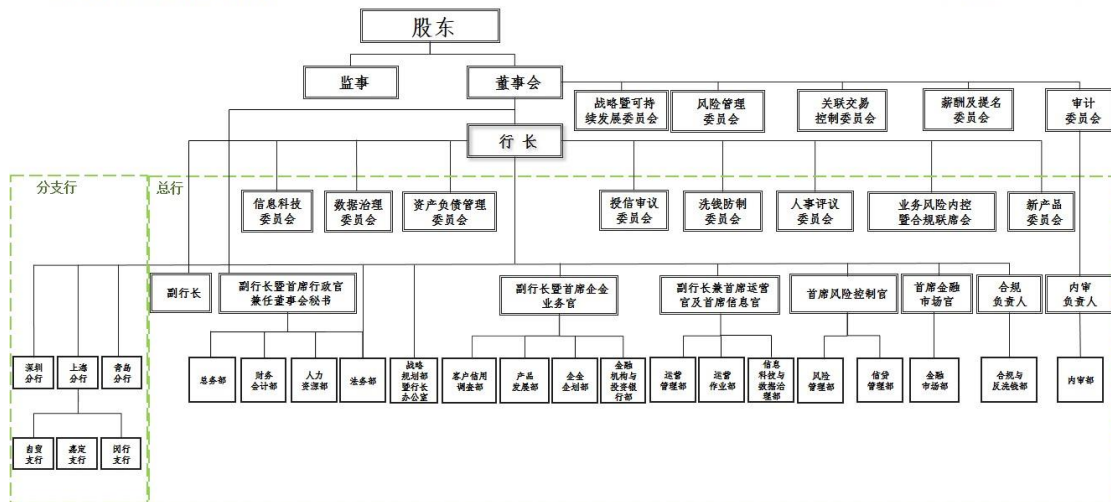 股东
监事
董事会
战略暨可持
续发展委员会
风险管理
委员会
关联交易
控制委员会
薪酬及提名
委员会
审计
委员会
行 长
分支行
总行
信息科技
委员会
数据治理
委员会
资产负债管理
委员会
授信审议
委员会
洗钱防制
委员会
人事评议
委员会
业务风险内控
暨合规联席会
新产品
委员会
副行长
副行长暨首席行政官
兼任董事会秘书
副行长暨首席企金
业务官
副行长兼首席运营
官及首席信息官
首席风险控制官
首席金融
市场官
合规
负责人
内审
负责人
深圳
分行
上海
分行
青岛
分行
总务部
财务
会计部
人力
资源部
法务部
战略
规划部
暨行长
办公室
客户信用
调查部
产品
发展部
企金
企划部
金融
机构与
投资银
行部
运营
管理部
运营
作业部
信息
科技与
数据治
理部
风险
管理部
信贷
管理部
金融
市场部
合规与
反洗钱部
内审部
自贸
支行
嘉定
支行
闵行
支行